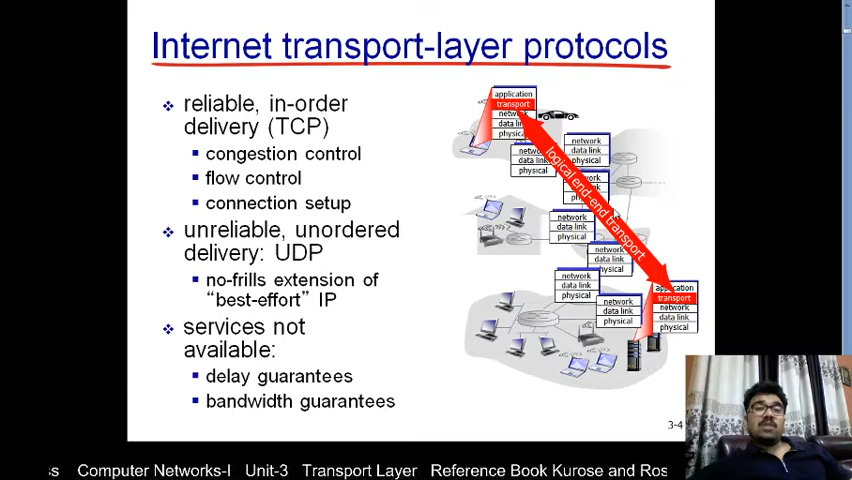 Internet transport-layer protocols
reliable, in-order
delivery (TCP)
congestion control
flow control
connection setup
unreliable, unordered
delivery: UDP
no-frills extension of
“best-effort” IP
services not
available:
delay guarantees
bandwidth guarantees
application
transport
network
data link
physical
network
data link
physical
network
data link
physical
network
physical
network
data link
physical
network
data link
physical
network
data link
physical
network
data link
physical
application
transport
network
data link
physical
logical end-end transport
3-4
Computer Networks-I Unit-3 Transport Layer Reference Book Kurose and Ros